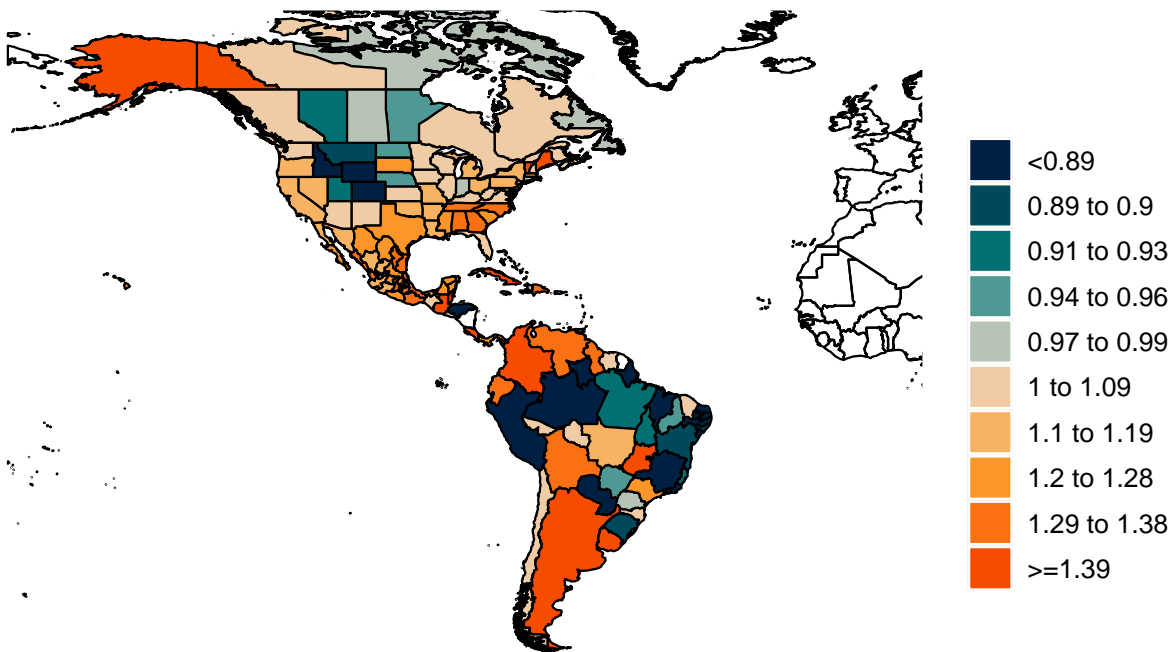 <0.89
0.89 to 0.9
0.91 to 0.93
0.94 to 0.96
0.97 to 0.99
1 to 1.09
1.1 to 1.19
1.2 to 1.28
1.29 to 1.38
>=1.39